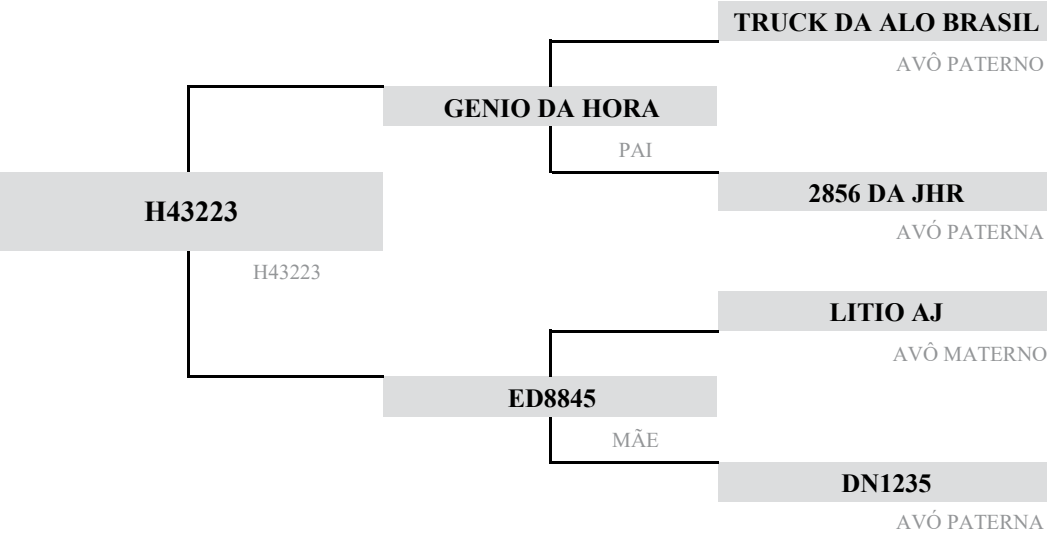 TRUCK DA ALO BRASIL
AVÔ PATERNO
GENIO DA HORA
PAI
2856 DA JHR
AVÓ PATERNA
H43223
H43223
LITIO AJ
AVÔ MATERNO
ED8845
MÃE
DN1235
AVÓ PATERNA